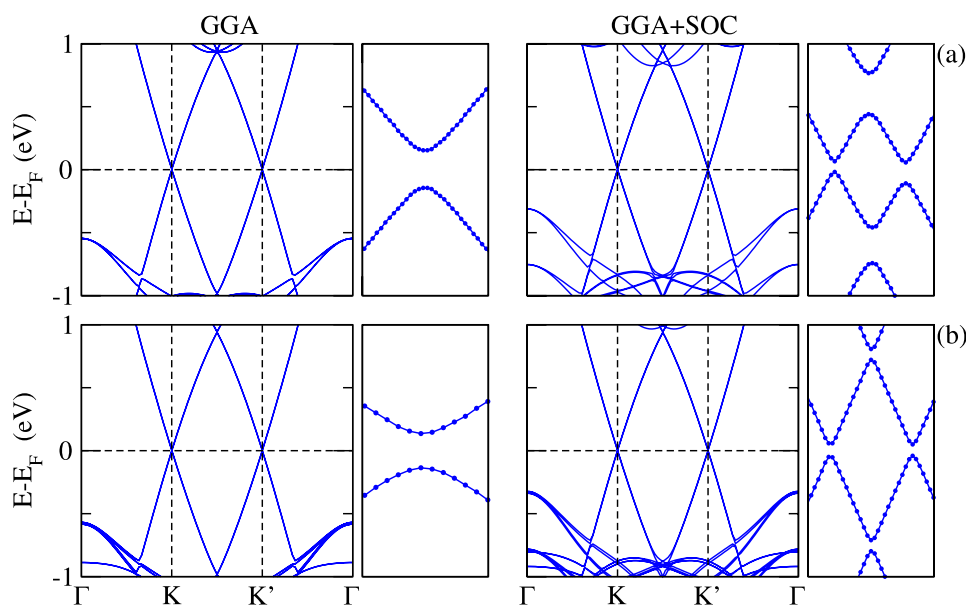 GGA GGA+SOC
1 (a)
E-E_F (eV) 0
-1
1 (b)
E-E_F (eV) 0
-1
Γ K K’ Γ Γ K K’ Γ